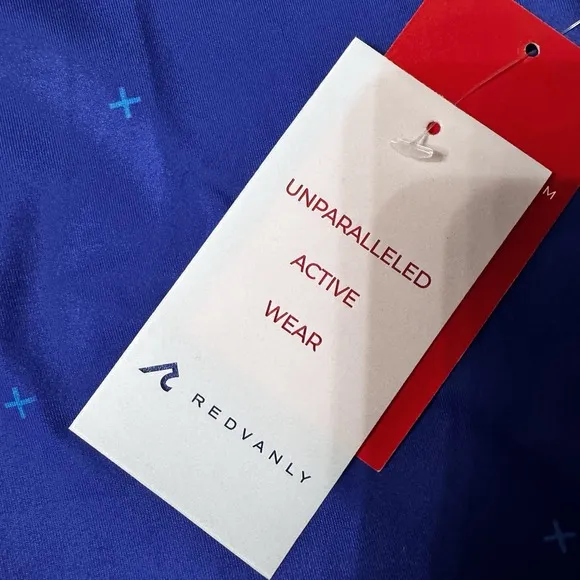 UNPARALLELED
ACTIVE
WEAR
REDVANLY
M